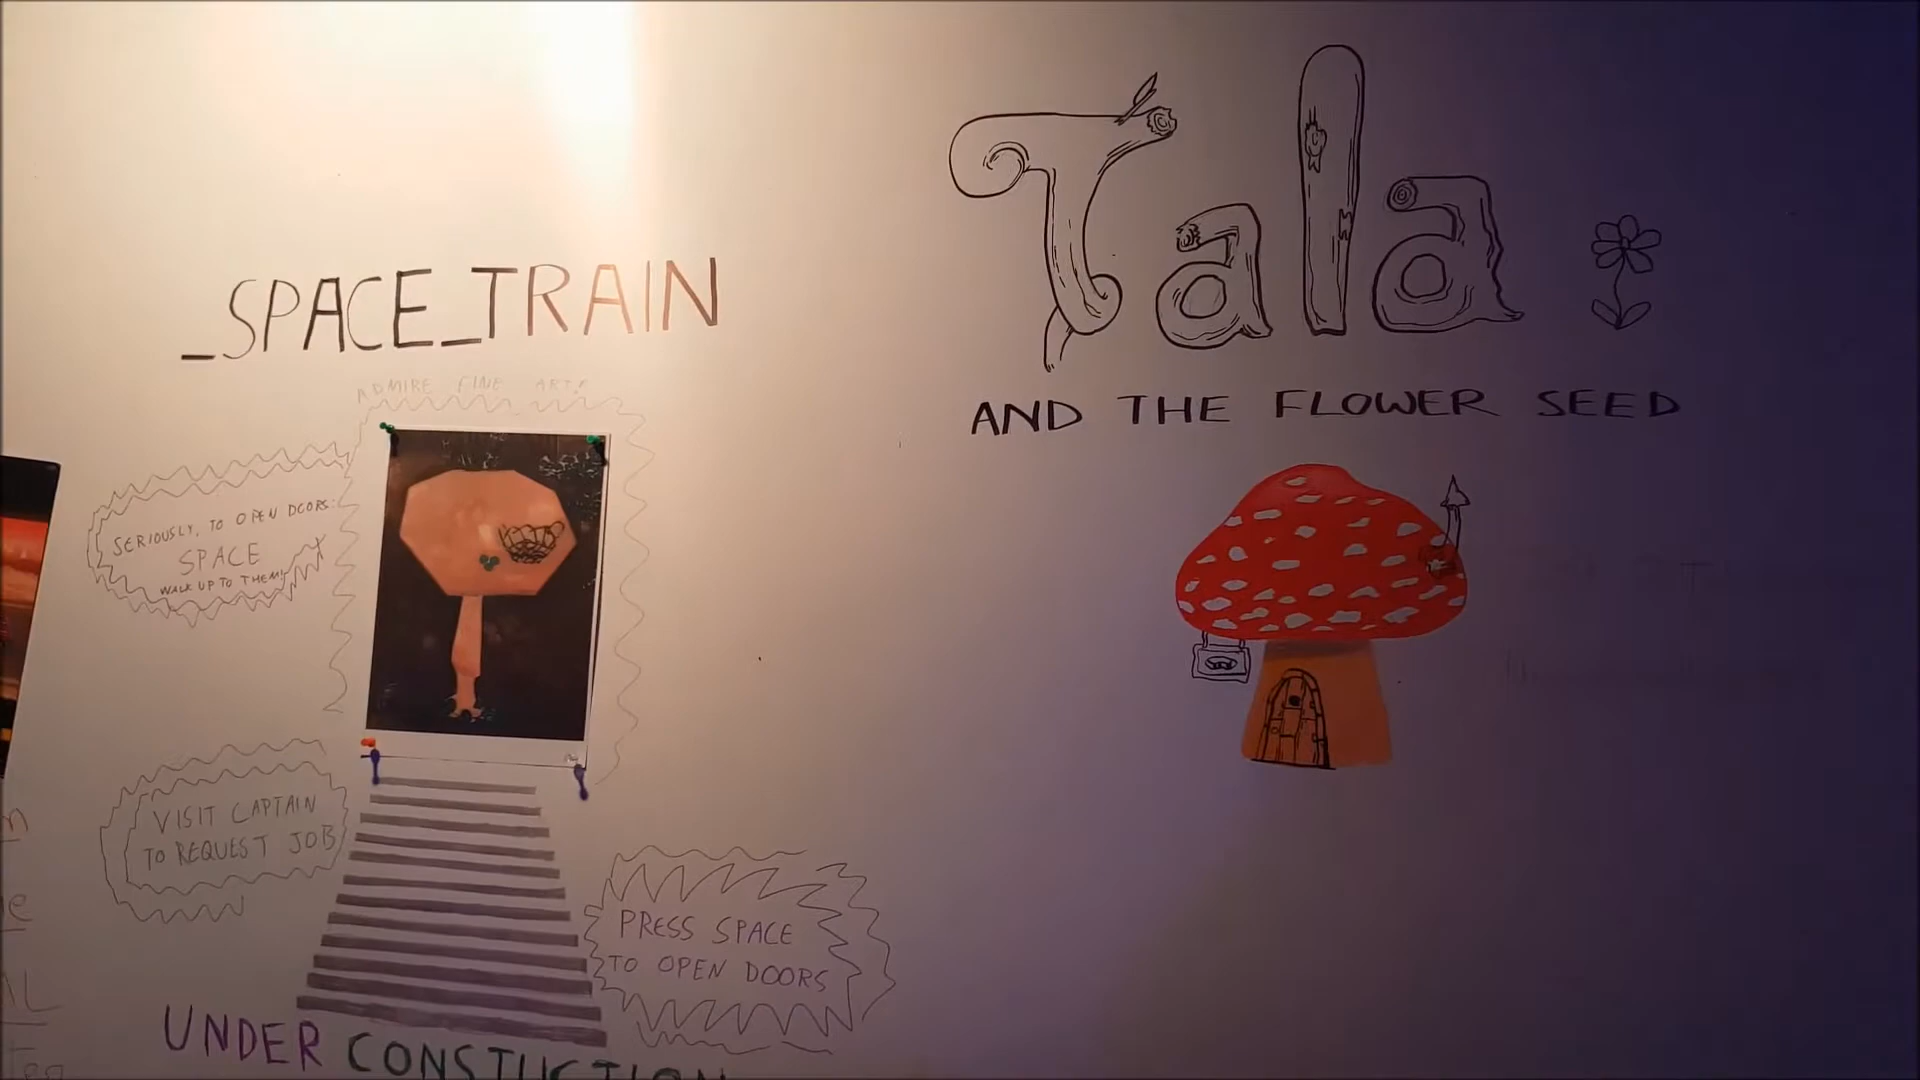 _SPACE_TRAIN
ADMIRE FINE ART!
SERIOUSLY, TO OPEN DOORS:
SPACE
WALK UP TO THEM!
VISIT CAPTAIN
TO REQUEST JOB
PRESS SPACE
TO OPEN DOORS
UNDER CONSTUCTION
Tala
AND THE FLOWER SEED